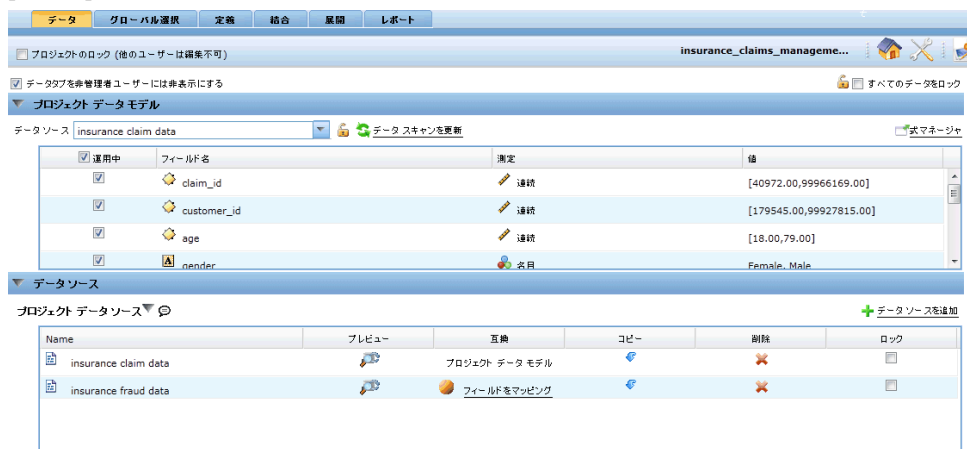 データ グローバル選択 定義 結合 展開 レポート
プロジェクトのロック (他のユーザーは編集不可) insurance_claims_manageme...
データタブを非管理者ユーザーには非表示にする すべてのデータをロック
プロジェクト データ モデル
データ ソース insurance claim data データ スキャンを更新 式マネージャ
運用中 フィールド名 測定 値
claim_id 連続 [40972.00,99966169.00]
customer_id 連続 [179545.00,99927815.00]
age 連続 [18.00,79.00]
gender 名目 Female, Male
データ ソース
プロジェクト データ ソース データ ソースを追加
Name プレビュー 互換 コピー 削除 ロック
insurance claim data プロジェクト データ モデル
insurance fraud data フィールドをマッピング